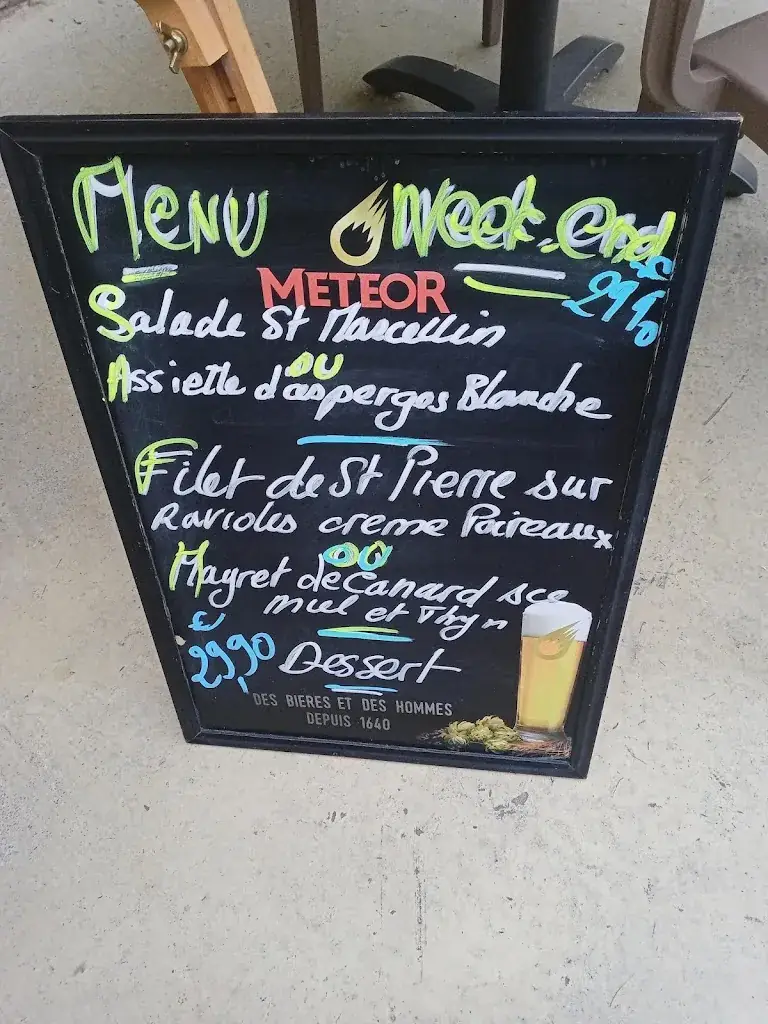 Menu Week-end
METEOR
29€90
Salade St Marcellin
ou
Assiette d'asperges Blanche
Filet de St Pierre sur
Ravioles creme Poireaux
ou
Magret de canard sce
miel et Thym
€
29,90 Dessert
DES BIERES ET DES HOMMES
DEPUIS 1640